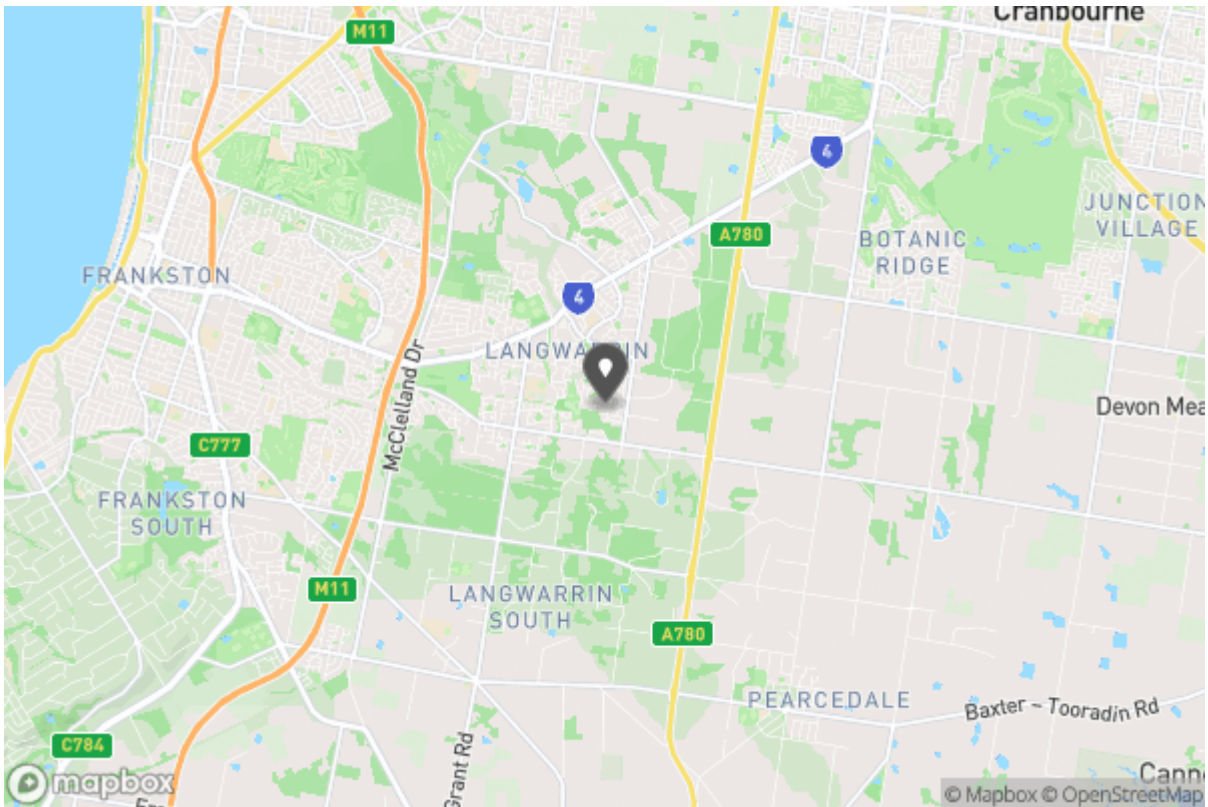 Cranbourne
M11
4
A780
JUNCTION
VILLAGE
BOTANIC
RIDGE
FRANKSTON
4
LANGWARRIN
McClelland Dr
Devon Mea
C777
FRANKSTON
SOUTH
M11
LANGWARRIN
SOUTH
A780
PEARCEDALE
Baxter – Tooradin Rd
C784
Grant Rd
Cann
mapbox
© Mapbox © OpenStreetMap